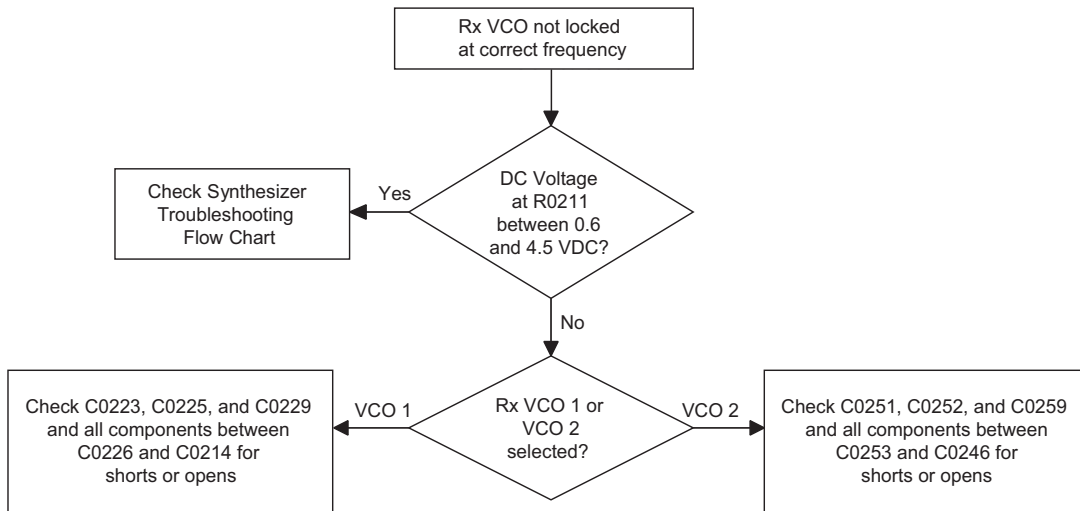 Rx VCO not locked
at correct frequency
DC Voltage
at R0211
between 0.6
and 4.5 VDC?
Yes
Check Synthesizer
Troubleshooting
Flow Chart
No
Rx VCO 1 or
VCO 2
selected?
VCO 1
Check C0223, C0225, and C0229
and all components between
C0226 and C0214 for
shorts or opens
VCO 2
Check C0251, C0252, and C0259
and all components between
C0253 and C0246 for
shorts or opens